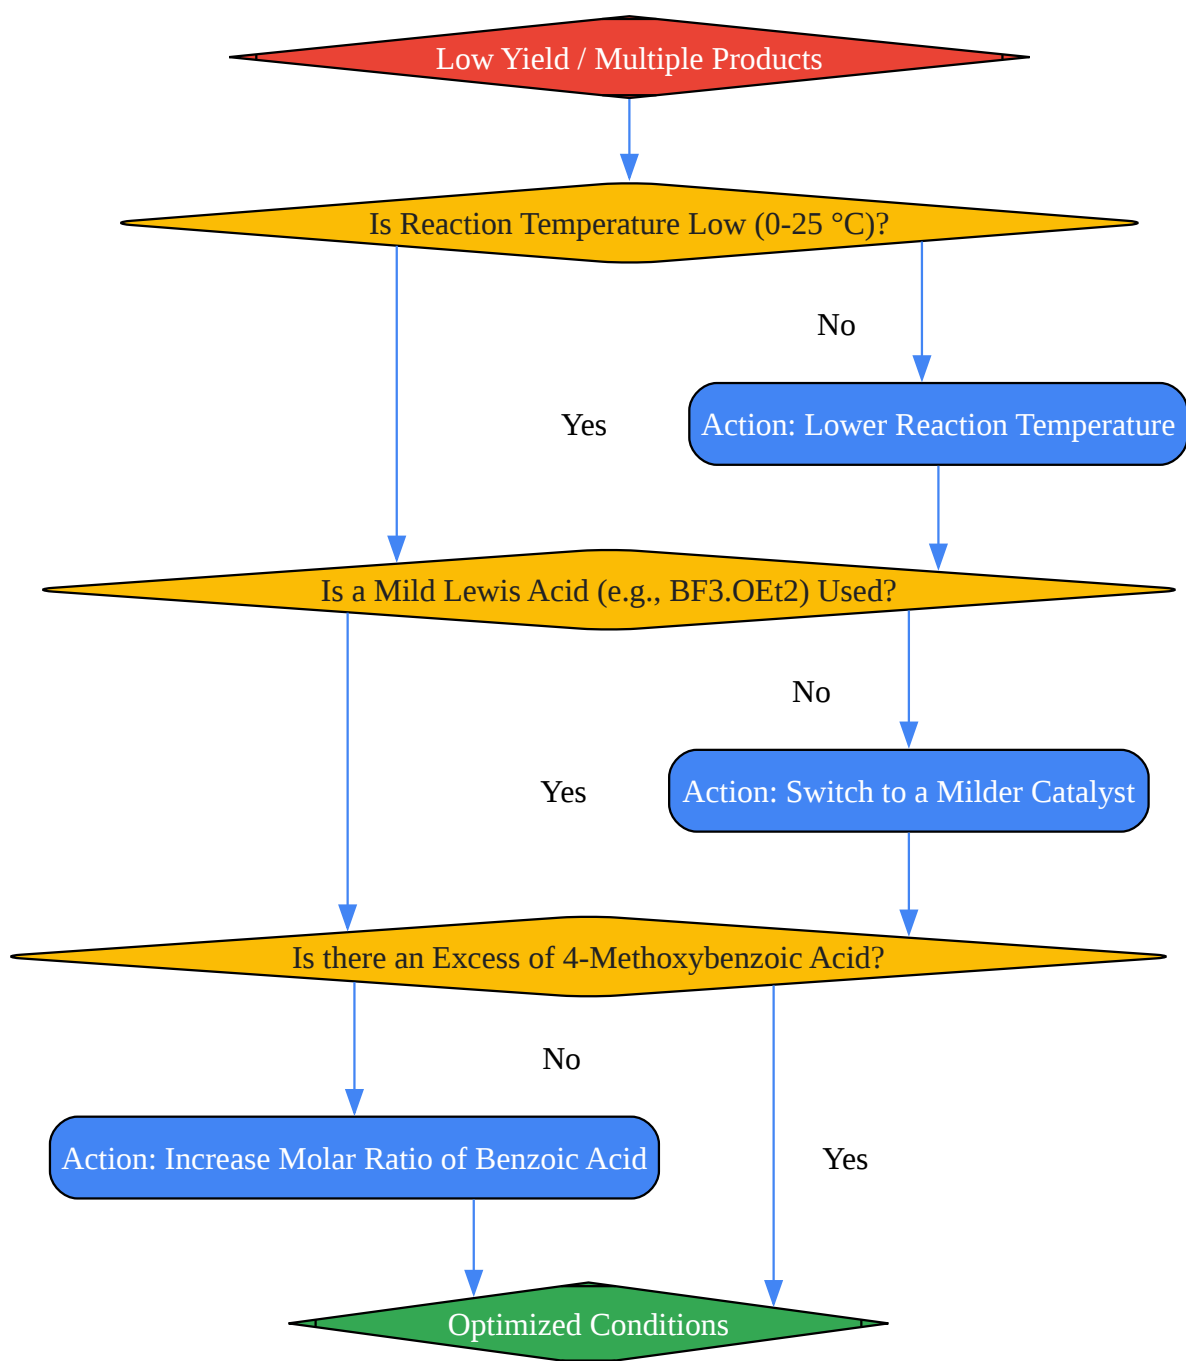 Low Yield / Multiple Products
Is Reaction Temperature Low (0-25 °C)?
No
Yes
Action: Lower Reaction Temperature
Is a Mild Lewis Acid (e.g., BF3.OEt2) Used?
No
Yes
Action: Switch to a Milder Catalyst
Is there an Excess of 4-Methoxybenzoic Acid?
No
Action: Increase Molar Ratio of Benzoic Acid
Yes
Optimized Conditions